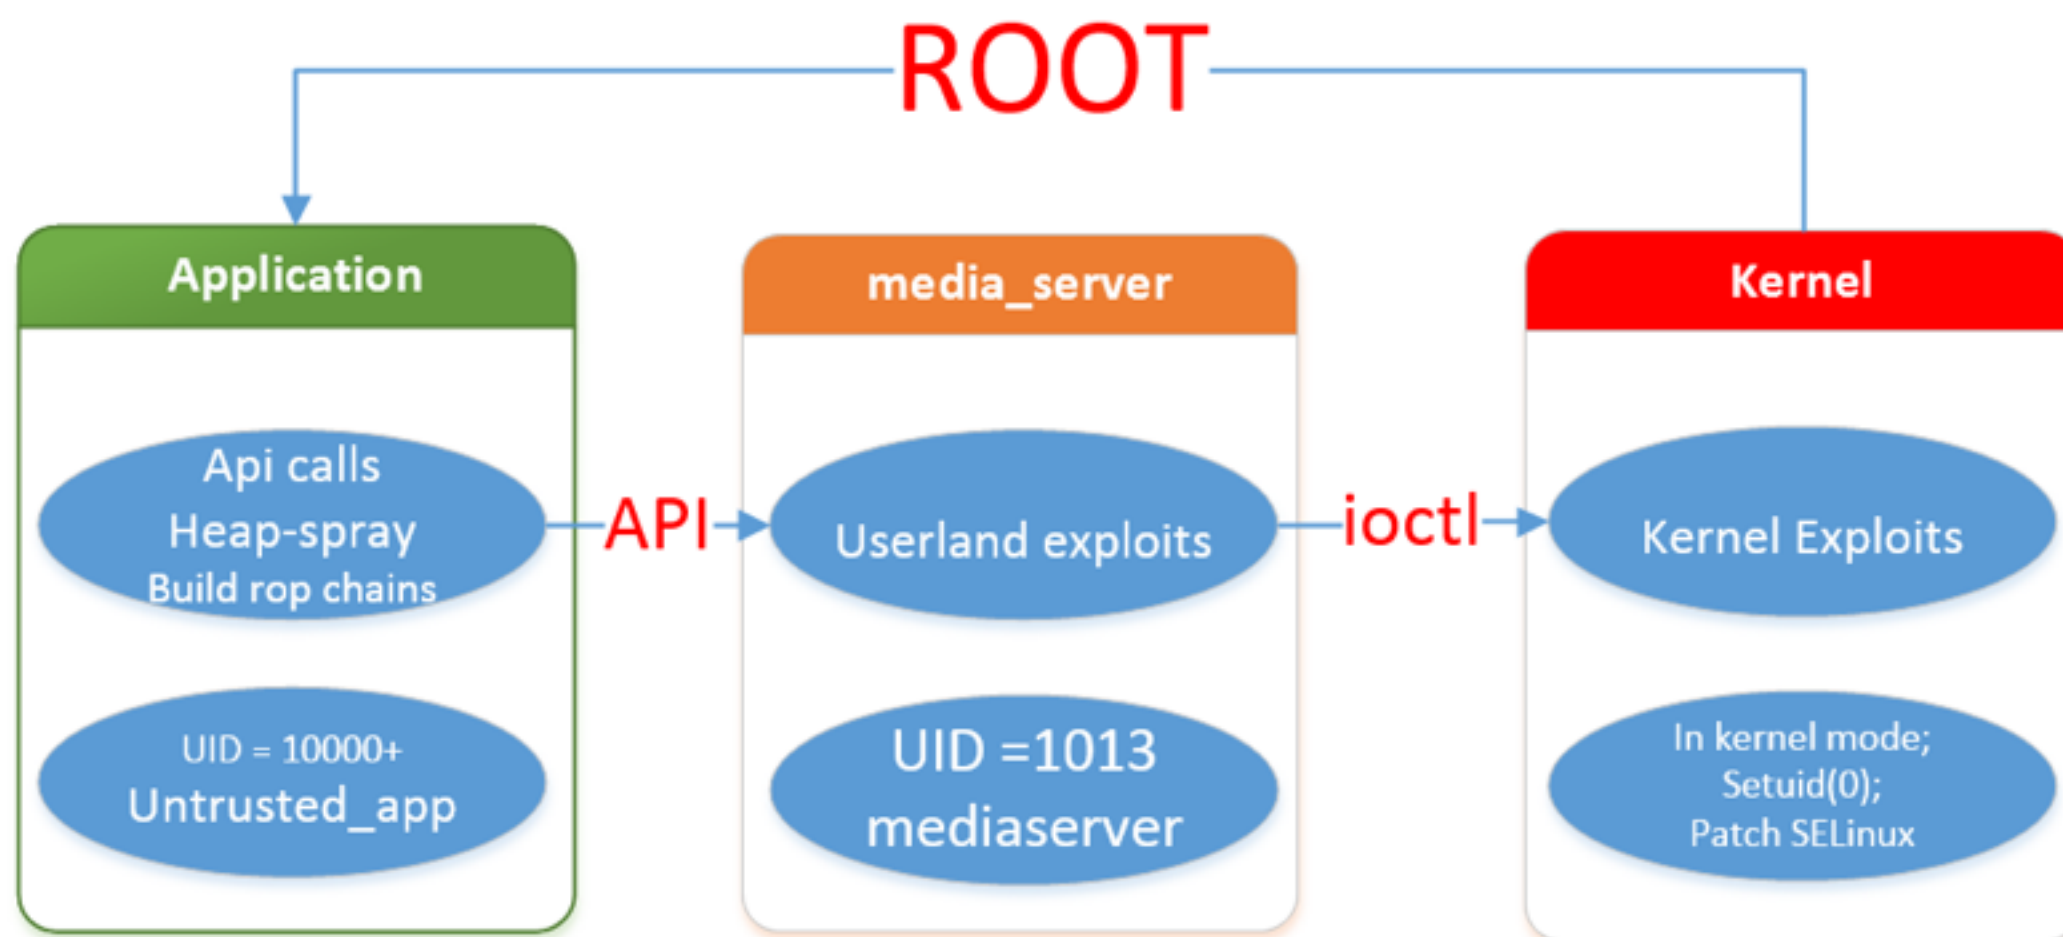 ROOT
Application
Api calls
Heap-spray
Build rop chains
UID = 10000+
Untrusted_app
API
media_server
Userland exploits
UID =1013
mediaserver
ioctl
Kernel
Kernel Exploits
In kernel mode;
Setuid(0);
Patch SELinux